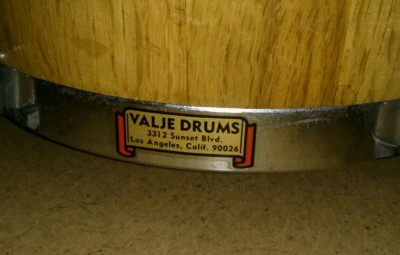 VALJE DRUMS
3312 Sunset Blvd.
Los Angeles, Calif. 90026